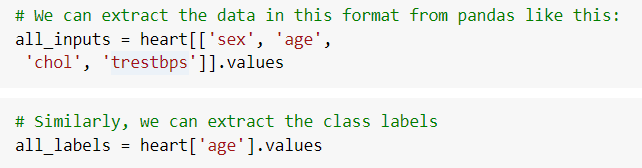 # We can extract the data in this format from pandas like this:
all_inputs = heart[['sex', 'age',
'chol', 'trestbps']].values
# Similarly, we can extract the class labels
all_labels = heart['age'].values